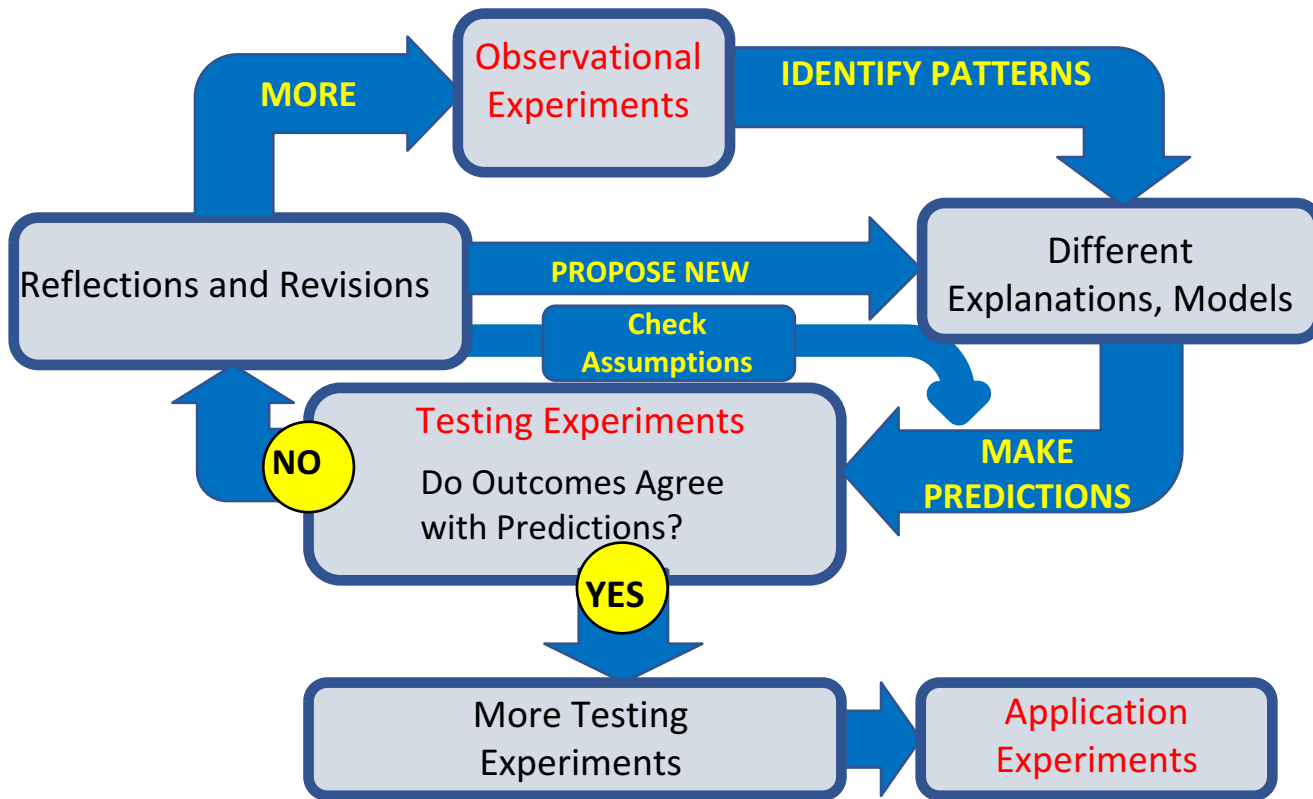 Observational
Experiments
IDENTIFY PATTERNS
MORE
Reflections and Revisions
PROPOSE NEW
Different
Explanations, Models
Check
Assumptions
Testing Experiments
Do Outcomes Agree
with Predictions?
NO
MAKE
PREDICTIONS
YES
More Testing
Experiments
Application
Experiments